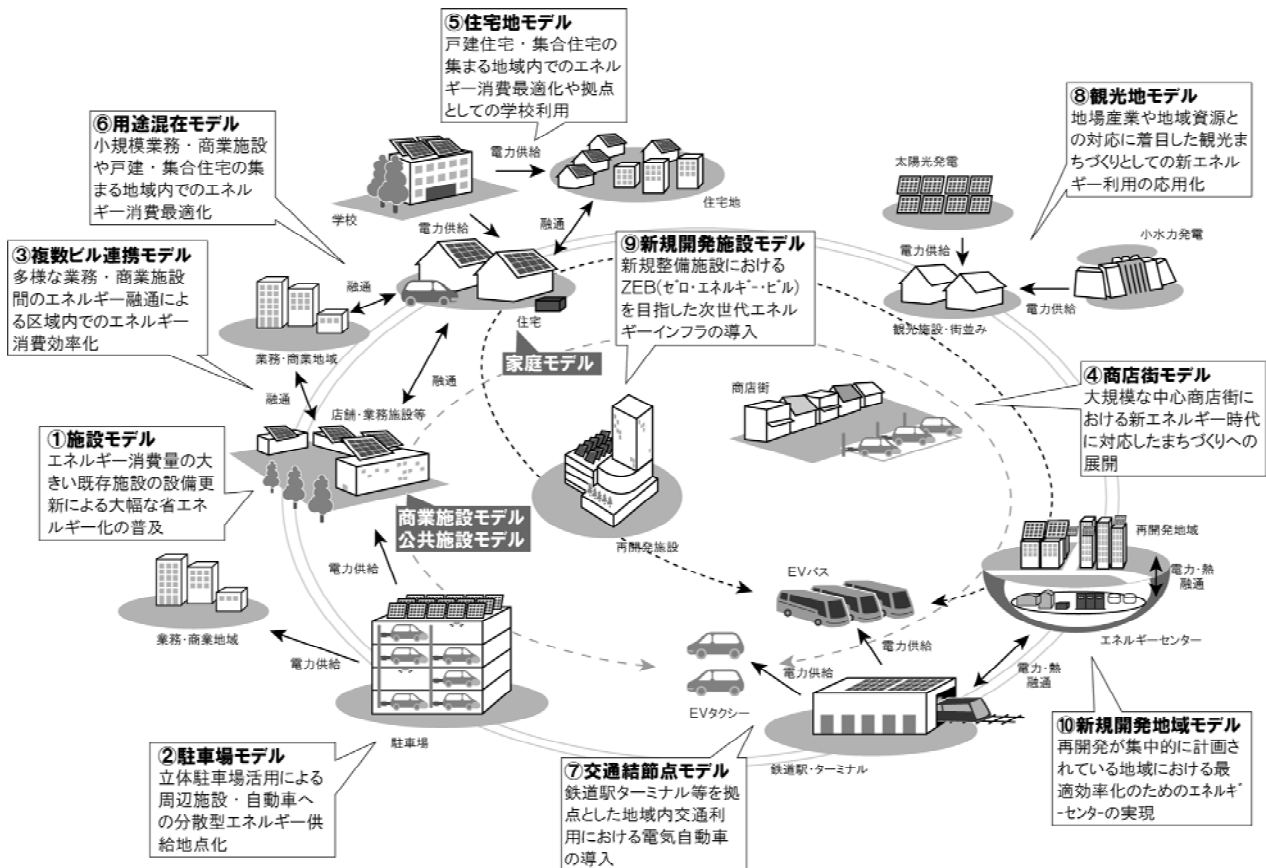 ⑤住宅地モデル
戸建住宅・集合住宅の
集まる地域内でのエネル
ギー消費最適化や拠点
としての学校利用
⑥用途混在モデル
小規模業務・商業施設
や戸建・集合住宅の集
まる地域内でのエネル
ギー消費最適化
⑧観光地モデル
地場産業や地域資源と
の対応に着目した観光ま
ちづくりとしての新エネル
ギー利用の応用化
電力供給
住宅地
学校
電力供給
融通
太陽光発電
電力供給
小水力発電
電力供給
観光施設・街並み
③複数ビル連携モデル
多様な業務・商業施設
間のエネルギー融通によ
る区域内でのエネルギー
消費効率化
融通
業務・商業地域
住宅
家庭モデル
融通
融通
店舗・業務施設等
⑨新規開発施設モデル
新規整備施設における
ZEB(ゼロ・エネルギー・ビル)
を目指した次世代エネル
ギーインフラの導入
商店街
④商店街モデル
大規模な中心商店街に
おける新エネルギー時代
に対応したまちづくりへの
展開
①施設モデル
エネルギー消費量の大
きい既存施設の設備更
新による大幅な省エネ
ルギー化の普及
商業施設モデル
公共施設モデル
再開発施設
再開発地域
電力・熱
融通
エネルギーセンター
電力供給
業務・商業地域
電力供給
駐車場
EVバス
電力供給
EVタクシー
電力供給
電力・熱
融通
鉄道駅・ターミナル
②駐車場モデル
立体駐車場活用による
周辺施設・自動車へ
の分散型エネルギー供
給地点化
⑦交通結節点モデル
鉄道駅ターミナル等を拠
点とした地域内交通利
用における電気自動車
の導入
⑩新規開発地域モデル
再開発が集中的に計画さ
れている地域における最
適効率化のためのエネルギ
ーセンターの実現